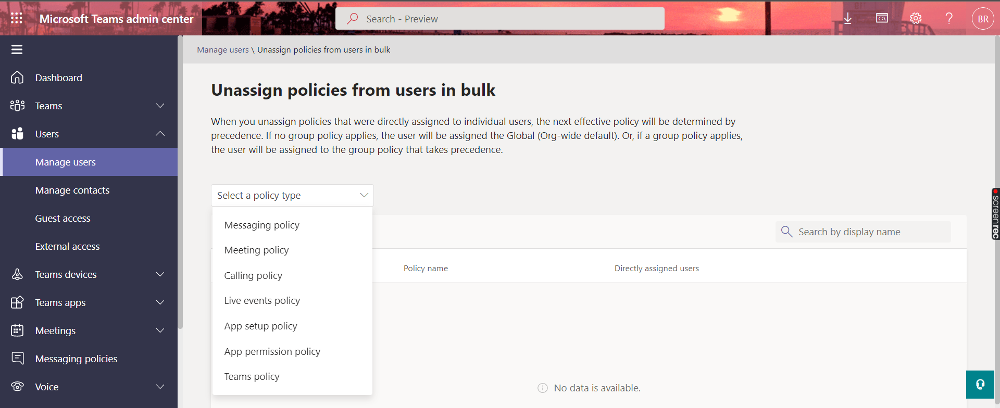 Microsoft Teams admin center
Search - Preview
C:\
?
BR
Manage users \ Unassign policies from users in bulk
Dashboard
Teams
Users
Manage users
Manage contacts
Guest access
External access
Teams devices
Teams apps
Meetings
Messaging policies
Voice
Unassign policies from users in bulk
When you unassign policies that were directly assigned to individual users, the next effective policy will be determined by
precedence. If no group policy applies, the user will be assigned the Global (Org-wide default). Or, if a group policy applies,
the user will be assigned to the group policy that takes precedence.
Select a policy type
Messaging policy
Meeting policy
Calling policy
Live events policy
App setup policy
App permission policy
Teams policy
Search by display name
Policy name
Directly assigned users
No data is available.
screenrec